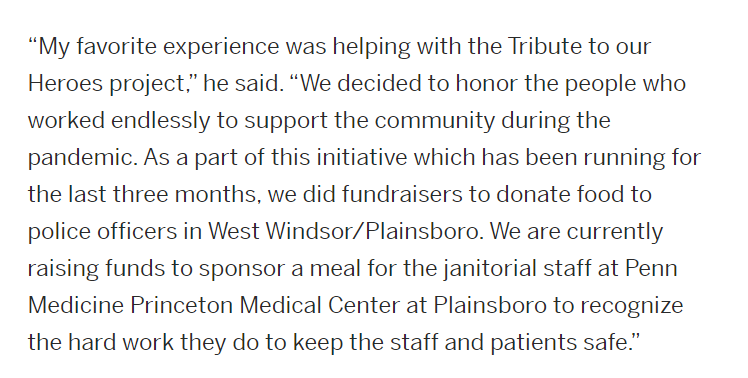 “My favorite experience was helping with the Tribute to our
Heroes project,” he said. “We decided to honor the people who
worked endlessly to support the community during the
pandemic. As a part of this initiative which has been running for
the last three months, we did fundraisers to donate food to
police officers in West Windsor/Plainsboro. We are currently
raising funds to sponsor a meal for the janitorial staff at Penn
Medicine Princeton Medical Center at Plainsboro to recognize
the hard work they do to keep the staff and patients safe.”